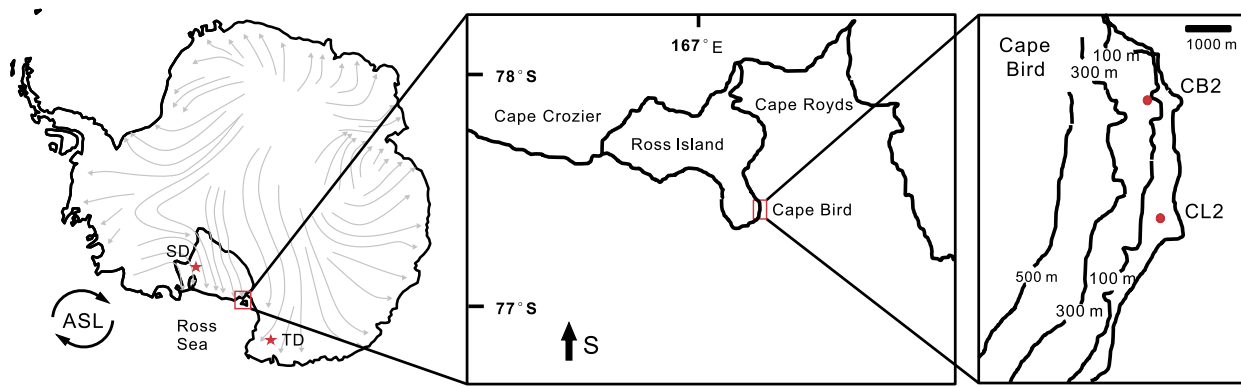 SD
ASL
Ross
Sea
TD
167°E
78°S
Cape Crozier
Cape Royds
Ross Island
Cape Bird
77°S
S
Cape
Bird
1000 m
100 m
300 m
CB2
CL2
500 m
100 m
300 m